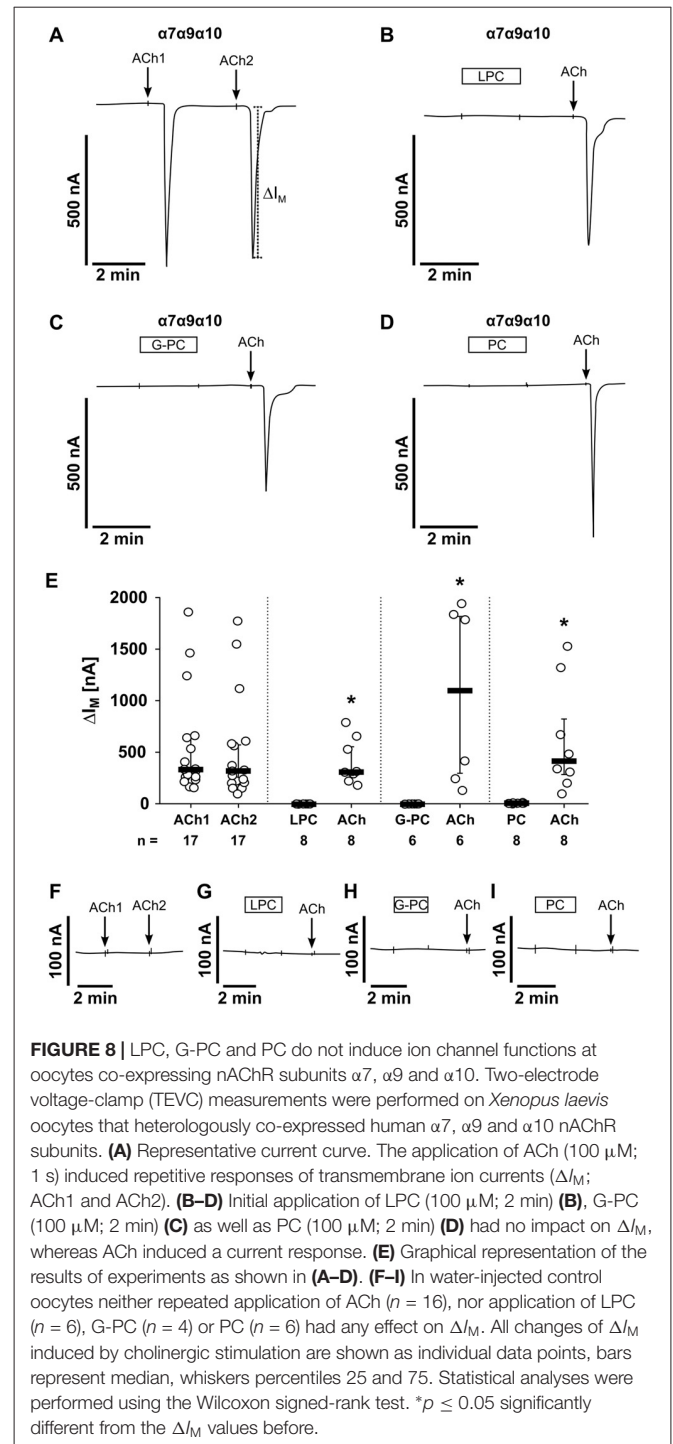 A α7α9α10
ACh1 ACh2
500 nA
ΔIM
2 min
B α7α9α10
LPC ACh
500 nA
2 min
C α7α9α10
G-PC ACh
500 nA
2 min
D α7α9α10
PC ACh
500 nA
2 min
E
ΔIM [nA]
2000
1500
1000
500
0
* * *
ACh1 ACh2 LPC ACh G-PC ACh PC ACh
n = 17 17 8 8 6 6 8 8
F
ACh1 ACh2
100 nA
2 min
G
LPC ACh
100 nA
2 min
H
G-PC ACh
100 nA
2 min
I
PC ACh
100 nA
2 min
FIGURE 8 | LPC, G-PC and PC do not induce ion channel functions at
oocytes co-expressing nAChR subunits α7, α9 and α10. Two-electrode
voltage-clamp (TEVC) measurements were performed on Xenopus laevis
oocytes that heterologously co-expressed human α7, α9 and α10 nAChR
subunits. (A) Representative current curve. The application of ACh (100 μM;
1 s) induced repetitive responses of transmembrane ion currents (ΔIM;
ACh1 and ACh2). (B–D) Initial application of LPC (100 μM; 2 min) (B), G-PC
(100 μM; 2 min) (C) as well as PC (100 μM; 2 min) (D) had no impact on ΔIM,
whereas ACh induced a current response. (E) Graphical representation of the
results of experiments as shown in (A–D). (F–I) In water-injected control
oocytes neither repeated application of ACh (n = 16), nor application of LPC
(n = 6), G-PC (n = 4) or PC (n = 6) had any effect on ΔIM. All changes of ΔIM
induced by cholinergic stimulation are shown as individual data points, bars
represent median, whiskers percentiles 25 and 75. Statistical analyses were
performed using the Wilcoxon signed-rank test. *p ≤ 0.05 significantly
different from the ΔIM values before.